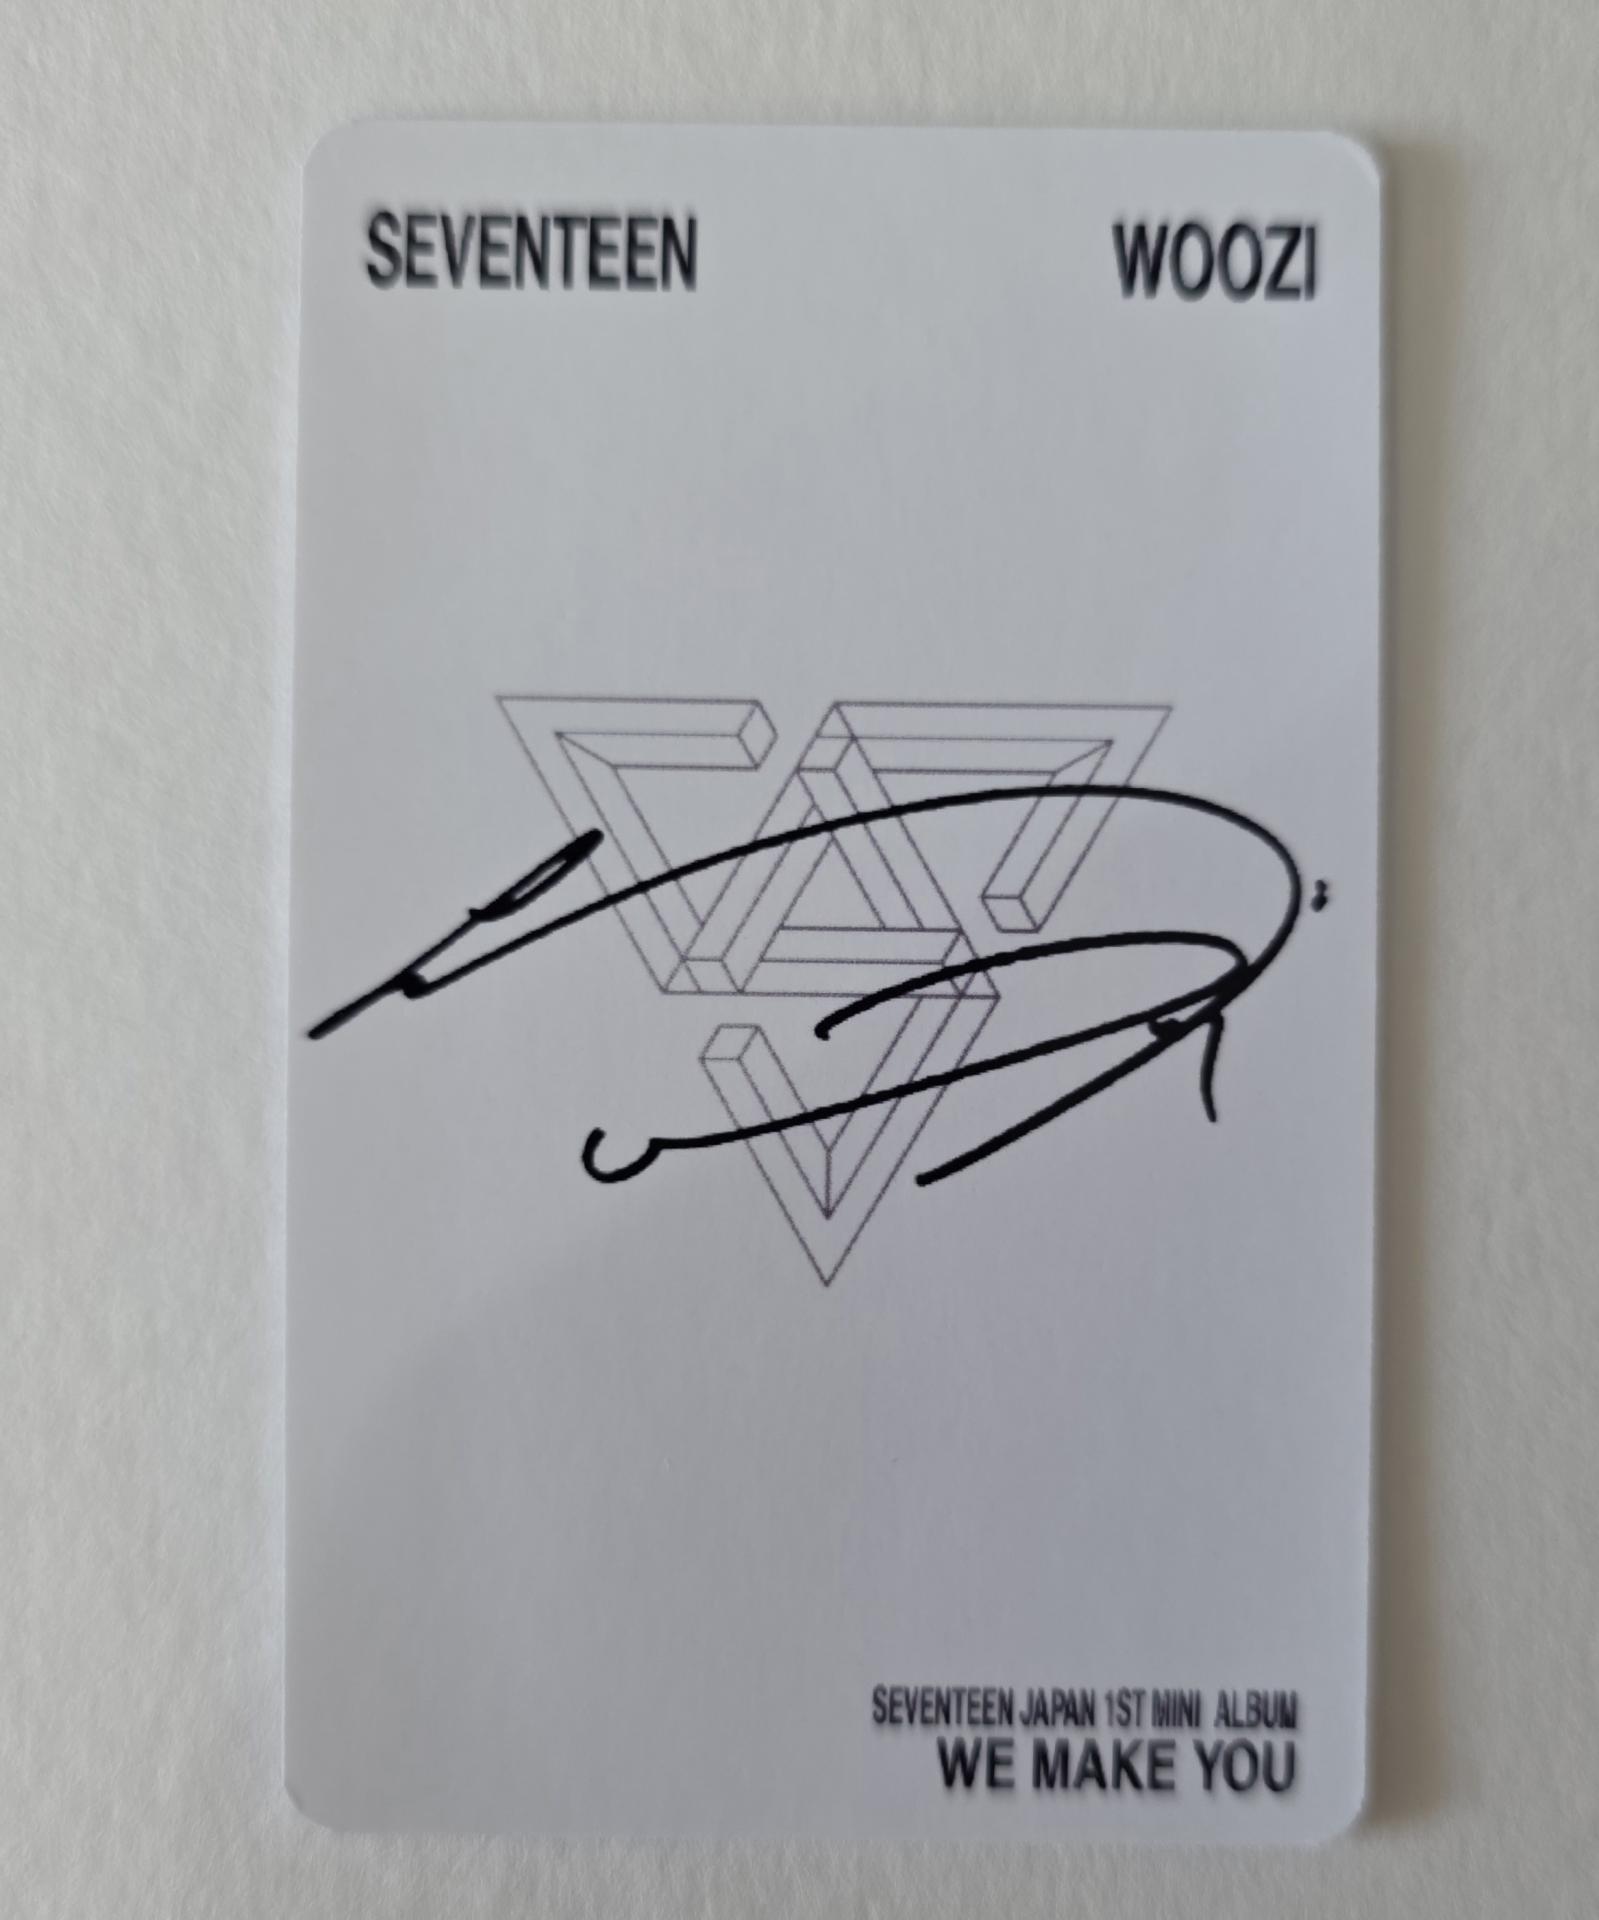 SEVENTEEN WOOZI
SEVENTEEN JAPAN 1ST MINI ALBUM
WE MAKE YOU